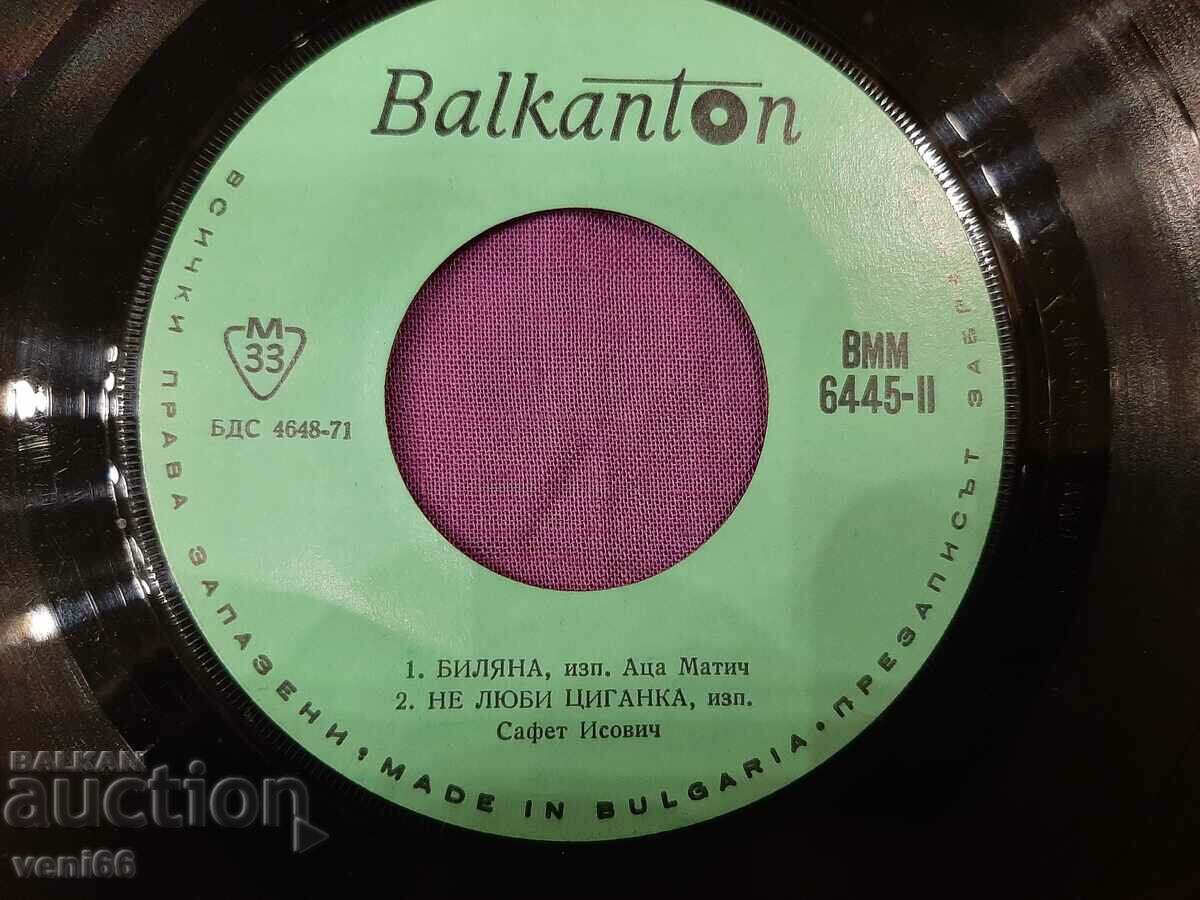 Balkanton
M
33
БДС 4648-71
ВММ
6445-II
1. БИЛЯНА, изп. Аца Матич
2. НЕ ЛЮБИ ЦИГАНКА, изп.
Сафет Исович
ВСИЧКИ ПРАВА ЗАПАЗЕНИ • MADE IN BULGARIA • ПРЕЗАПИСЪТ ЗАБР.
BALKAN
auction
veni66